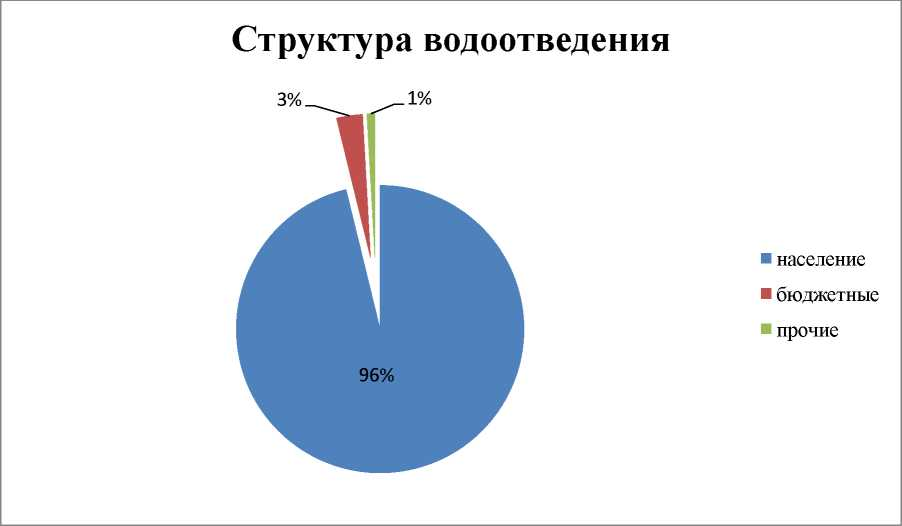 Структура водоотведения
3% 1%
96%
население
бюджетные
прочие